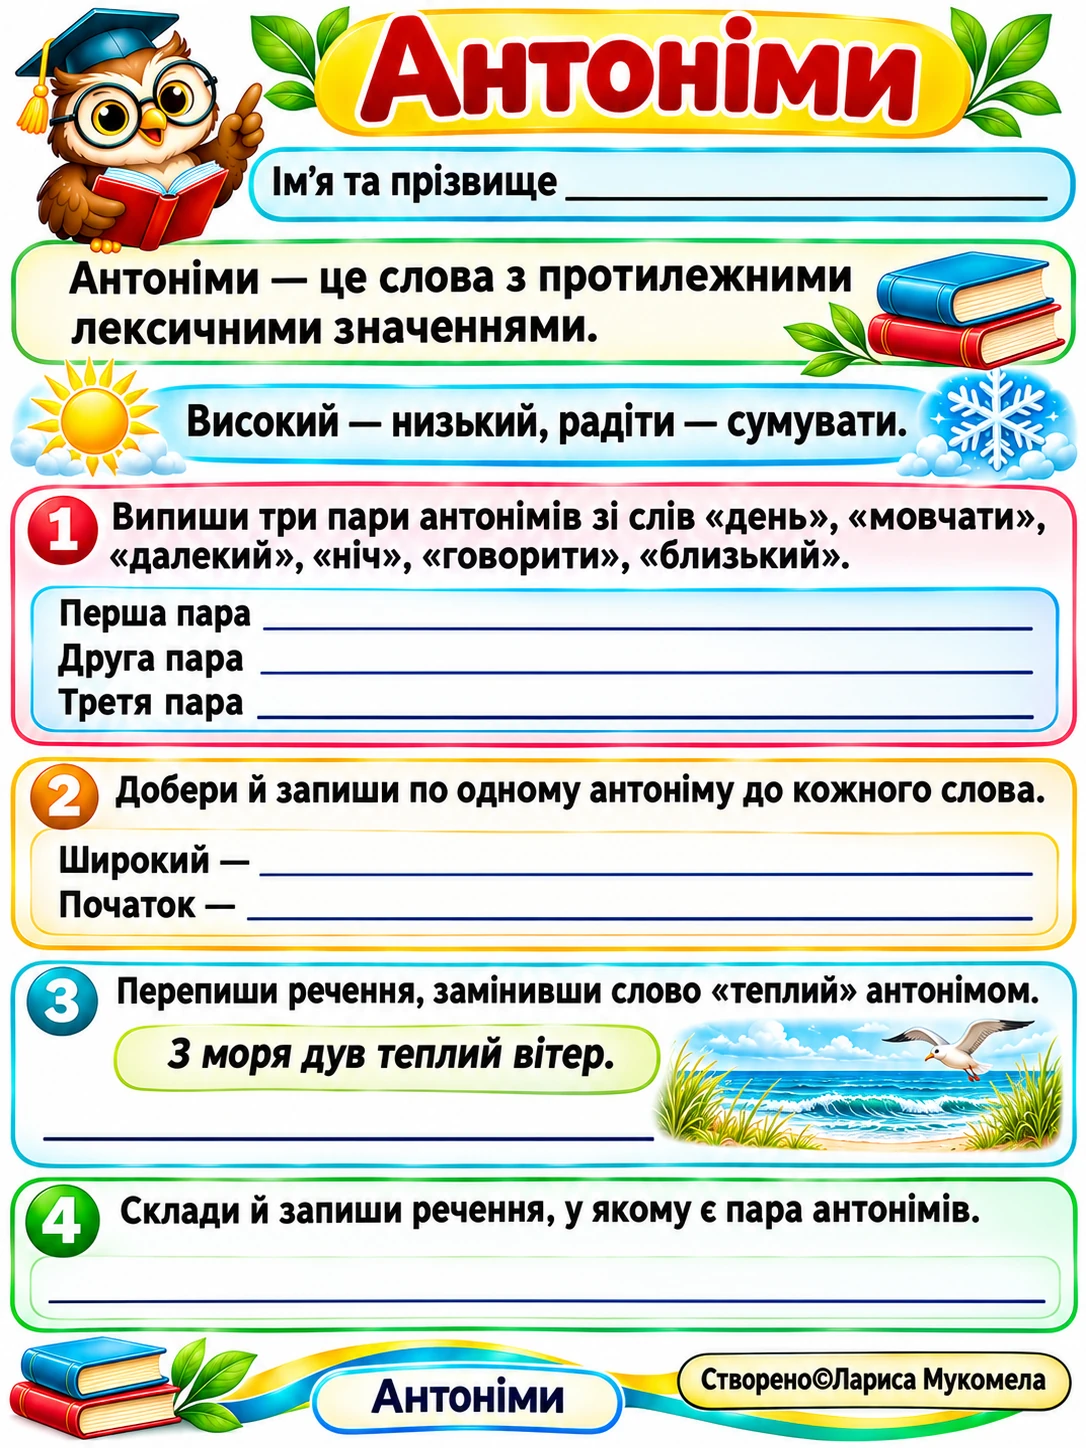 Антоніми
Ім’я та прізвище
Антоніми — це слова з протилежними
лексичними значеннями.
Високий — низький, радіти — сумувати.
1
Випиши три пари антонімів зі слів «день», «мовчати»,
«далекий», «ніч», «говорити», «близький».
Перша пара
Друга пара
Третя пара
2
Добери й запиши по одному антоніму до кожного слова.
Широкий —
Початок —
3
Перепиши речення, замінивши слово «теплий» антонімом.
З моря дув теплий вітер.
4
Склади й запиши речення, у якому є пара антонімів.
Антоніми
Створено©Лариса Мукомела